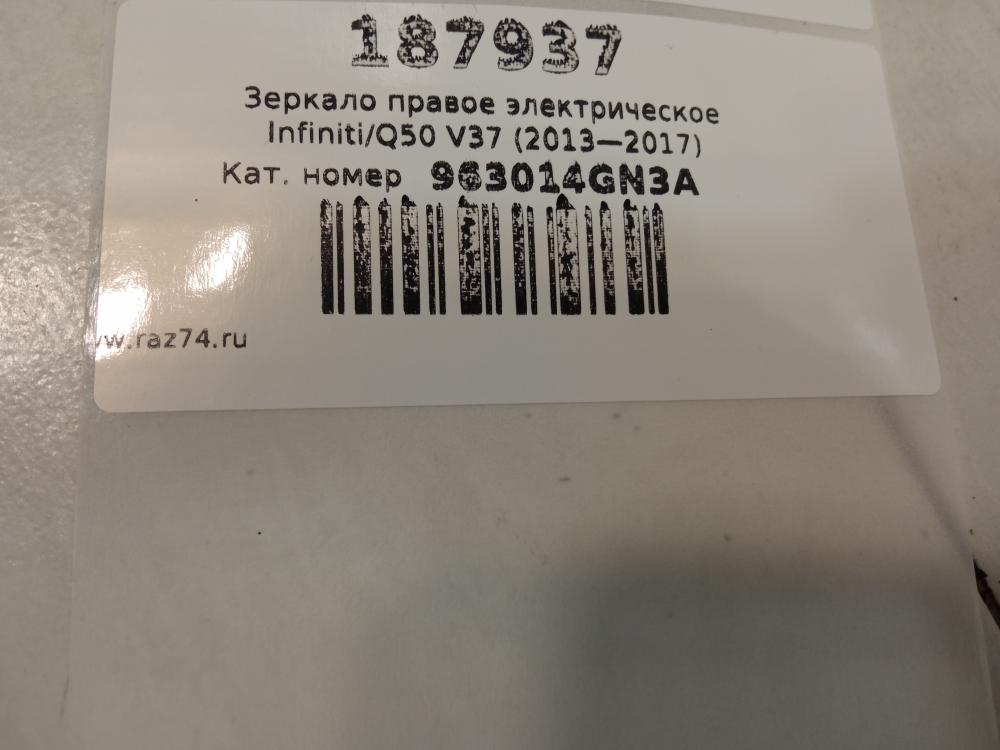 187937
Зеркало правое электрическое
Infiniti/Q50 V37 (2013—2017)
Кат. номер 963014GN3A
w.raz74.ru